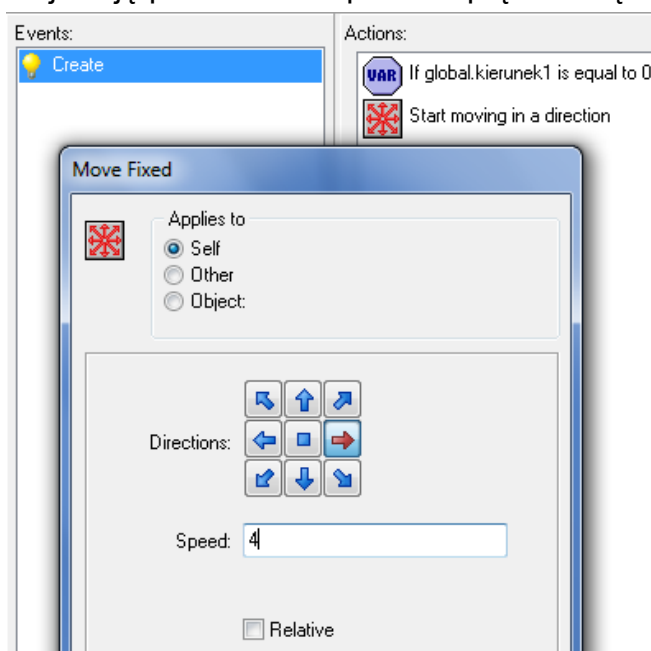 Events:
Actions:
Create
VAR If global.kierunek1 is equal to 0
Start moving in a direction
Move Fixed
Applies to
Self
Other
Object:
Directions:
Speed: 4
Relative